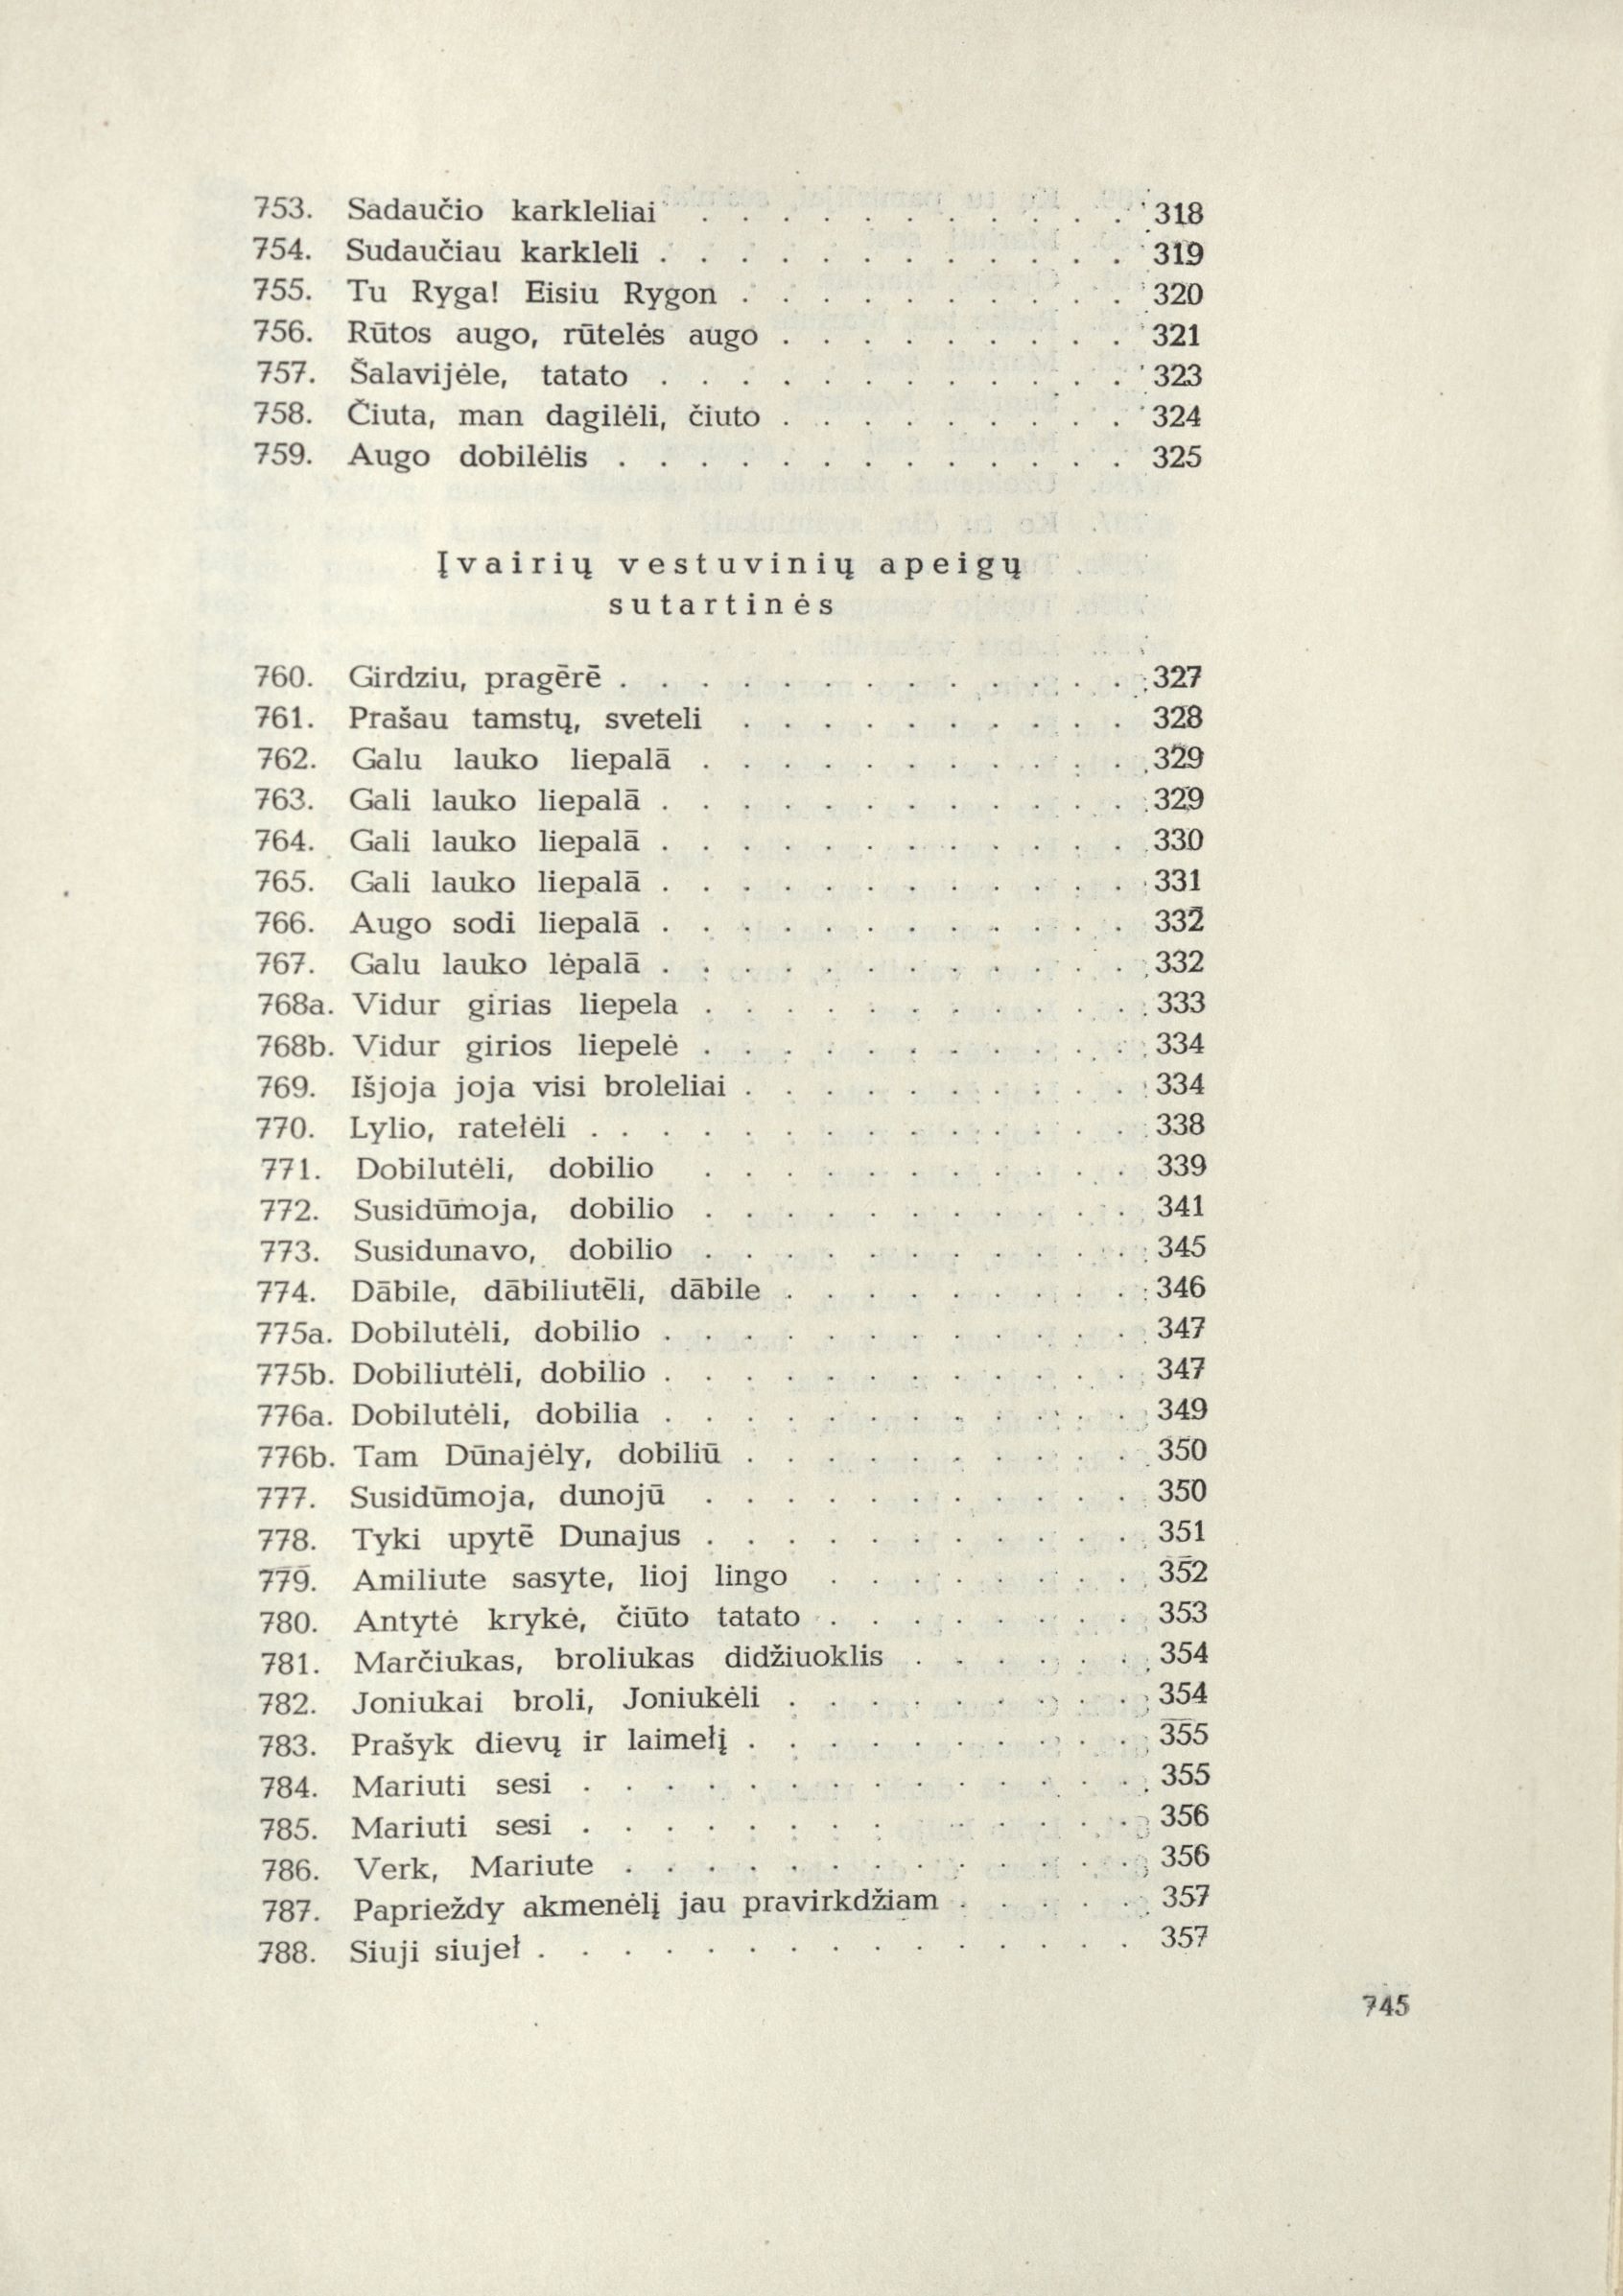 753. Sadaučio karkleliai . . . . . . . . . . . 318
754. Sudaučiau karkleli . . . . . . . . . . . . 319
755. Tu Ryga! Eisiu Rygon . . . . . . . . . . 320
756. Rūtos augo, rūtelės augo . . . . . . . . . 321
757. Šalavijėle, tatato . . . . . . . . . . . . 323
758. Čiuta, man dagilėli, čiuto . . . . . . . . . 324
759. Augo dobilėlis . . . . . . . . . . . . . 325
Įvairių vestuvinių apeigų
sutartinės
760. Girdziu, pragērē . . . . . . . . . . . . . 327
761. Prašau tamstų, sveteli . . . . . . . . . . 328
762. Galu lauko liepalā . . . . . . . . . . . 329
763. Gali lauko liepalā . . . . . . . . . . . . 329
764. Gali lauko liepalā . . . . . . . . . . . . 330
765. Gali lauko liepalā . . . . . . . . . . . . 331
766. Augo sodi liepalā . . . . . . . . . . . . 332
767. Galu lauko lėpalā . . . . . . . . . . . . 332
768a. Vidur girias liepela . . . . . . . . . . . 333
768b. Vidur girios liepelė . . . . . . . . . . . 334
769. Išjoja joja visi broleliai . . . . . . . . . . 334
770. Lylio, ratełėli . . . . . . . . . . . . . . 338
771. Dobilutėli, dobilio . . . . . . . . . . . 339
772. Susidūmoja, dobilio . . . . . . . . . . . 341
773. Susidunavo, dobilio . . . . . . . . . . . 345
774. Dābile, dābiliutēli, dābile . . . . . . . . . 346
775a. Dobilutėli, dobilio . . . . . . . . . . . . 347
775b. Dobiliutėli, dobilio . . . . . . . . . . . . 347
776a. Dobilutėli, dobilia . . . . . . . . . . . . 349
776b. Tam Dūnajėly, dobiliū . . . . . . . . . . 350
777. Susidūmoja, dunojū . . . . . . . . . . . 350
778. Tyki upytē Dunajus . . . . . . . . . . . 351
779. Amiliute sasyte, lioj lingo . . . . . . . . 352
780. Antytė krykė, čiūto tatato . . . . . . . . 353
781. Marčiukas, broliukas didžiuoklis . . . . . . 354
782. Joniukai broli, Joniukėli . . . . . . . . . 354
783. Prašyk dievų ir laimełį . . . . . . . . . . 355
784. Mariuti sesi . . . . . . . . . . . . . . 355
785. Mariuti sesi . . . . . . . . . . . . . . 356
786. Verk, Mariute . . . . . . . . . . . . . 356
787. Paprieždy akmenėlį jau pravirkdžiam . . . . . 357
788. Siuji siujeł . . . . . . . . . . . . . . . 357
745